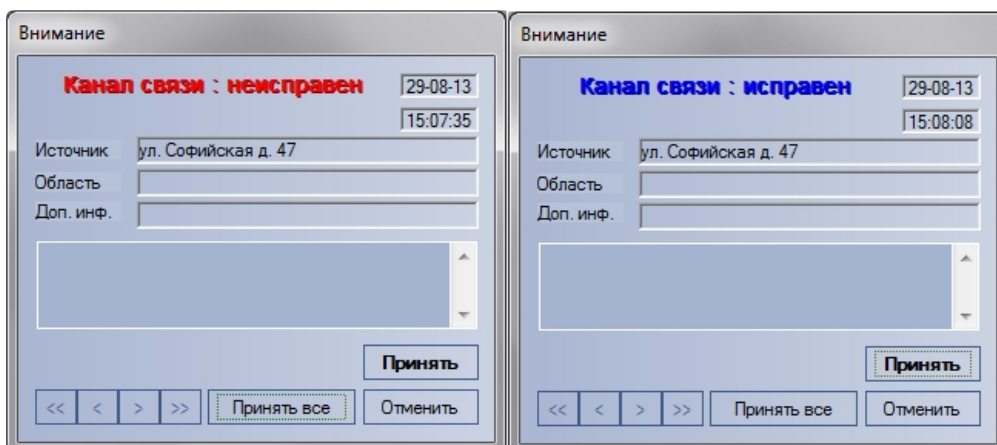 Внимание
Канал связи : неисправен 29-08-13
15:07:35
Источник ул. Софийская д. 47
Область
Доп. инф.
Принять
<< < > >> Принять все Отменить
Внимание
Канал связи : исправен 29-08-13
15:08:08
Источник ул. Софийская д. 47
Область
Доп. инф.
Принять
<< < > >> Принять все Отменить